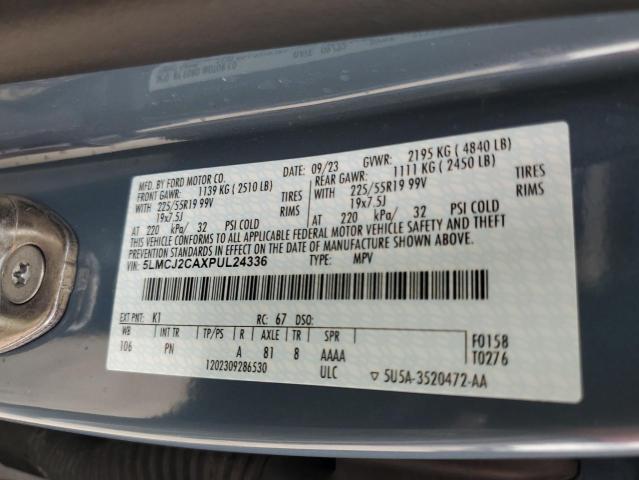 MFD. BY FORD MOTOR CO.
DATE: 09/23 GVWR: 2195 KG ( 4840 LB)
FRONT GAWR: 1139 KG ( 2510 LB) REAR GAWR: 1111 KG ( 2450 LB)
WITH 225/55R19 99V TIRES WITH 225/55R19 99V TIRES
19x7.5J RIMS 19x7.5J RIMS
AT 220 kPa/ 32 PSI COLD AT 220 kPa/ 32 PSI COLD
THIS VEHICLE CONFORMS TO ALL APPLICABLE FEDERAL MOTOR VEHICLE SAFETY AND THEFT
PREVENTION STANDARDS IN EFFECT ON THE DATE OF MANUFACTURE SHOWN ABOVE.
VIN: 5LMCJ2CAXPUL24336 TYPE: MPV
EXT PNT: K1 RC: 67 DSO:
WB INT TR TP/PS R AXLE TR SPR F0158
106 PN A 81 8 AAAA T0276
1202309286530 ULC ▽ 5U5A-3520472-AA